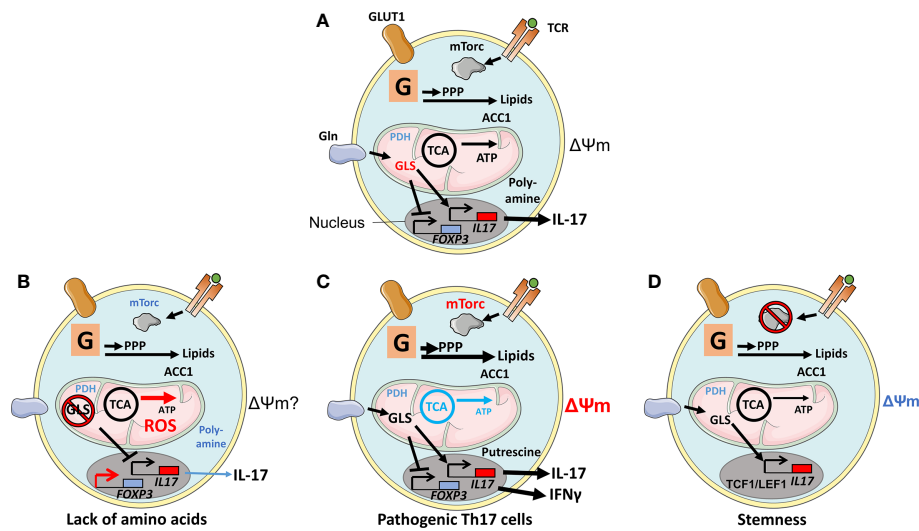 A
GLUT1
TCR
mTorc
G
PPP
Lipids
ACC1
Gln
PDH
TCA
GLS
ATP
ΔΨm
Poly-
amine
Nucleus
IL17
FOXP3
IL-17
B
mTorc
G
PPP
Lipids
ACC1
PDH
GLS
TCA
ATP
ROS
ΔΨm?
Poly-
amine
IL17
FOXP3
IL-17
Lack of amino acids
C
mTorc
G
PPP
Lipids
ACC1
PDH
TCA
GLS
ATP
ΔΨm
Putrescine
IL17
FOXP3
IL-17
IFNγ
Pathogenic Th17 cells
D
G
PPP
Lipids
ACC1
PDH
TCA
GLS
ATP
ΔΨm
TCF1/LEF1 IL17
Stemness